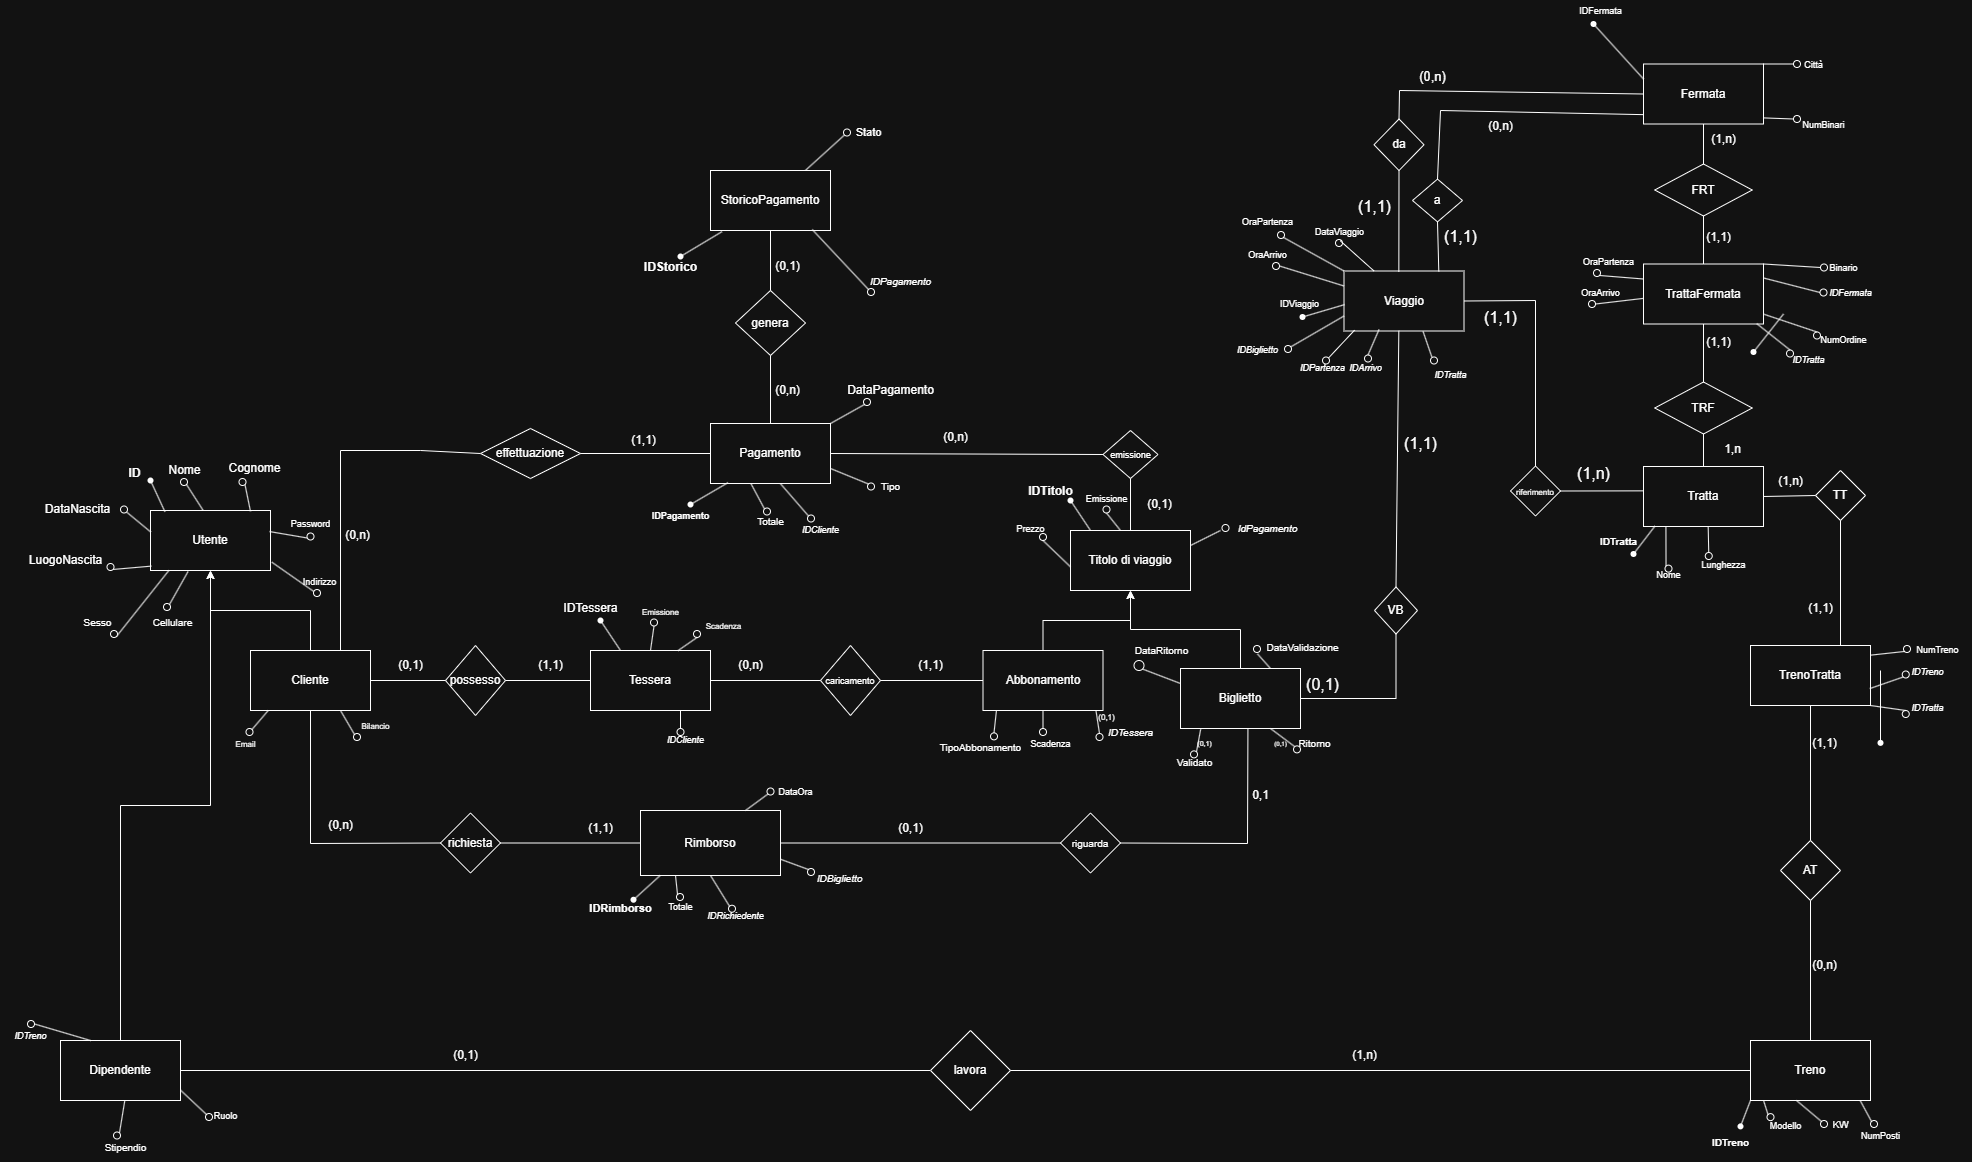 IDFermata
Città
Fermata
NumBinari
(0,n)
(0,n)
(1,n)
da
FRT
a
(1,1)
(1,1)
(1,1)
Stato
StoricoPagamento
IDStorico
(0,1)
IDPagamento
genera
(0,n)
OraPartenza
DataViaggio
OraArrivo
IDViaggio
Viaggio
IDBiglietto
IDPartenza
IDArrivo
IDTratta
(1,1)
OraPartenza
OraArrivo
TrattaFermata
Binario
IDFermata
NumOrdine
IDTratta
(1,1)
TRF
1,n
DataPagamento
effettuazione
(1,1)
Pagamento
(0,n)
emissione
Tipo
IDPagamento
Totale
IDCliente
(0,1)
(1,1)
riferimento
(1,n)
Tratta
(1,n)
TT
IDTratta
Nome
Lunghezza
(1,1)
ID
Nome
Cognome
DataNascita
Password
Utente
LuogoNascita
Indirizzo
Sesso
Cellulare
(0,n)
IDTitolo
Emissione
Prezzo
IdPagamento
Titolo di viaggio
VB
IDTessera
Emissione
Scadenza
Cliente
(0,1)
possesso
(1,1)
Tessera
(0,n)
caricamento
(1,1)
Abbonamento
Email
Bilancio
IDCliente
TipoAbbonamento
Scadenza
(0,1)
IDTessera
DataRitorno
DataValidazione
Biglietto
(0,1)
Validato
(0,1)
(0,1)
Ritorno
NumTreno
TrenoTratta
IDTreno
IDTratta
(1,1)
0,1
DataOra
(0,n)
richiesta
(1,1)
Rimborso
(0,1)
riguarda
IDBiglietto
IDRimborso
Totale
IDRichiedente
AT
(0,n)
IDTreno
Dipendente
(0,1)
lavora
(1,n)
Treno
Ruolo
Stipendio
IDTreno
Modello
KW
NumPosti